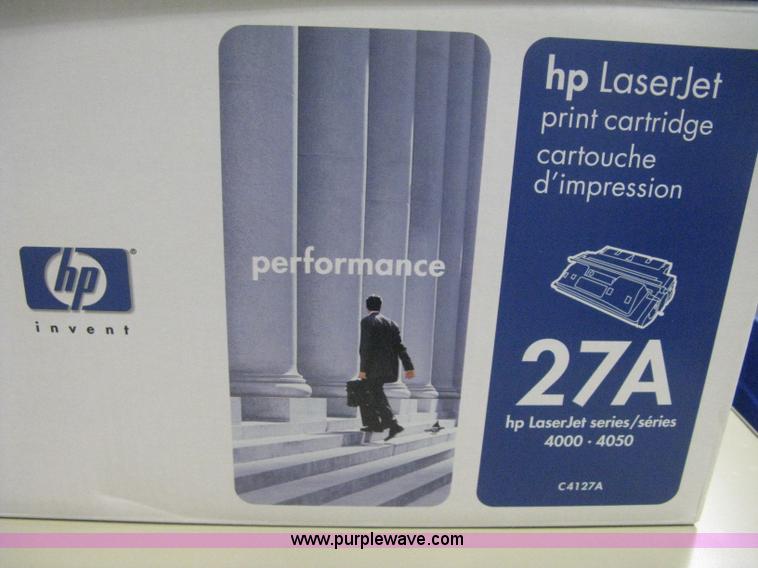 hp
invent
performance
hp LaserJet
print cartridge
cartouche
d'impression
27A
hp LaserJet series/séries
4000 · 4050
C4127A
www.purplewave.com